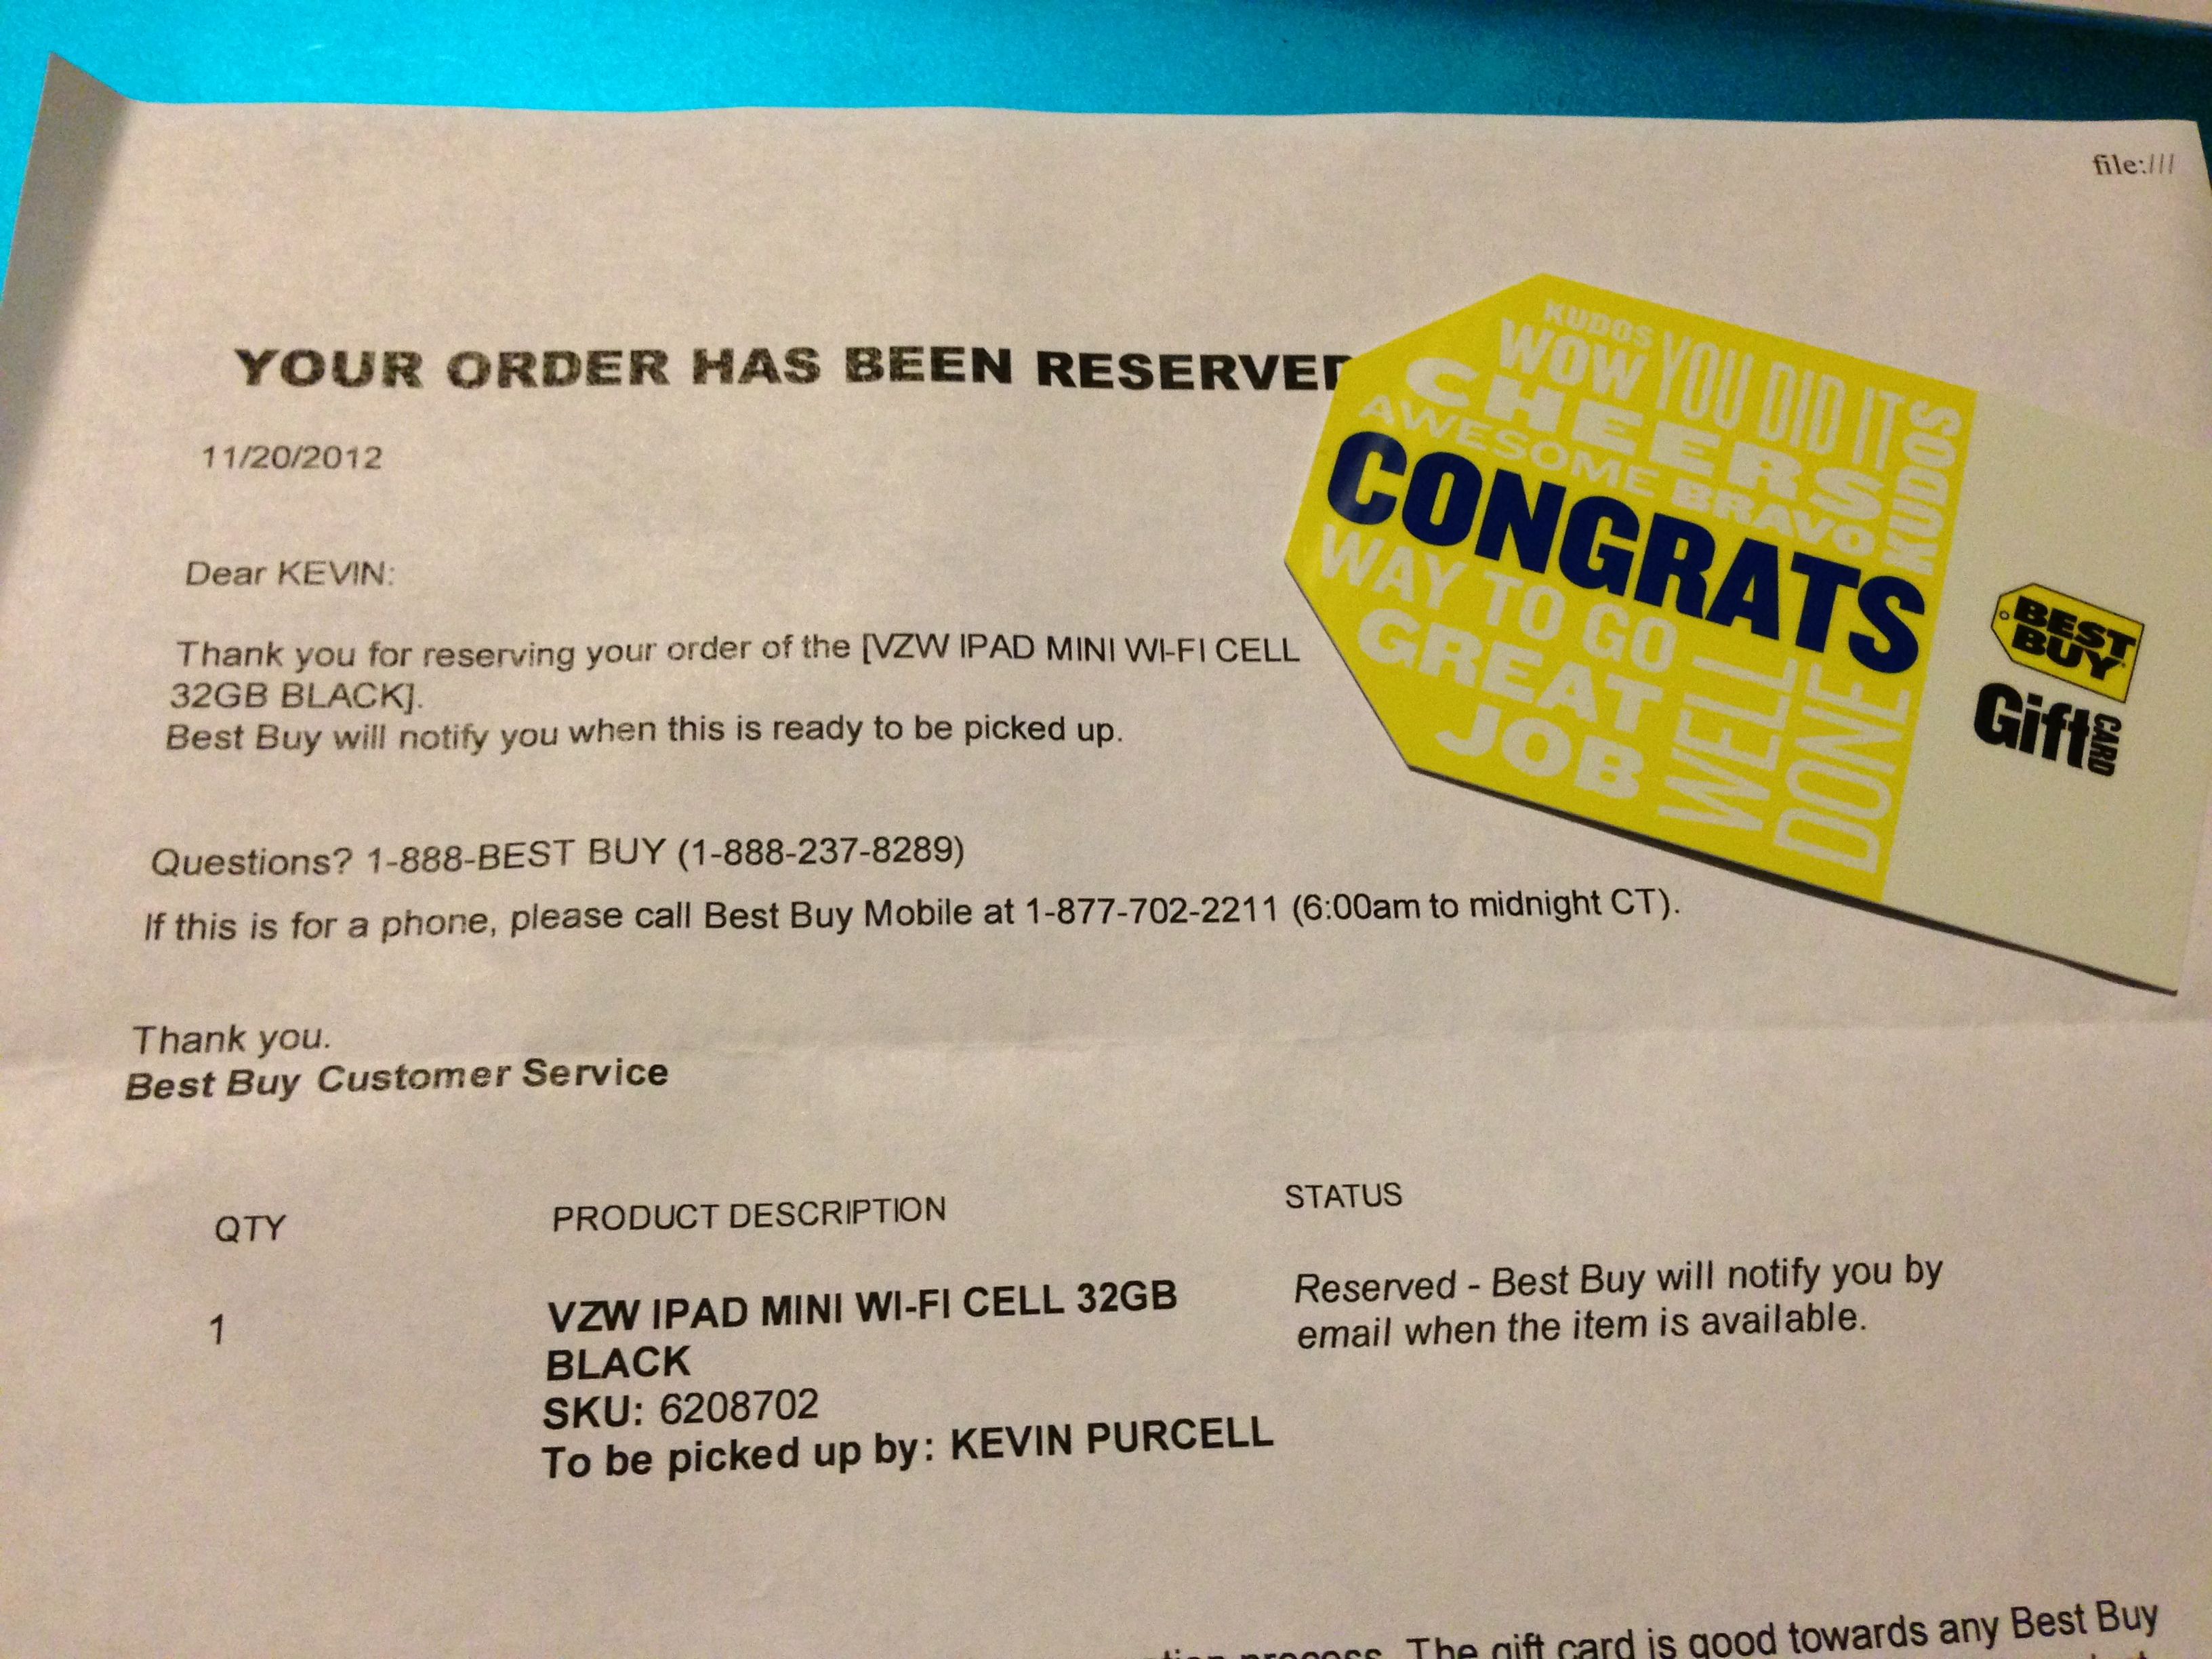 file:///
YOUR ORDER HAS BEEN RESERVED
11/20/2012
Dear KEVIN:
Thank you for reserving your order of the [VZW IPAD MINI WI-FI CELL
32GB BLACK].
Best Buy will notify you when this is ready to be picked up.
Questions? 1-888-BEST BUY (1-888-237-8289)
If this is for a phone, please call Best Buy Mobile at 1-877-702-2211 (6:00am to midnight CT).
Thank you.
Best Buy Customer Service
QTY
PRODUCT DESCRIPTION
STATUS
1
VZW IPAD MINI WI-FI CELL 32GB
BLACK
SKU: 6208702
To be picked up by: KEVIN PURCELL
Reserved - Best Buy will notify you by
email when the item is available.
process. The gift card is good towards any Best Buy
KUDOS
WOW
YOU DID IT
CHEERS
KUDOS
AWESOME BRAVO
CONGRATS
WAY TO GO
GREAT
JOB
WELL
DONE
BEST
BUY
Gift
CARD